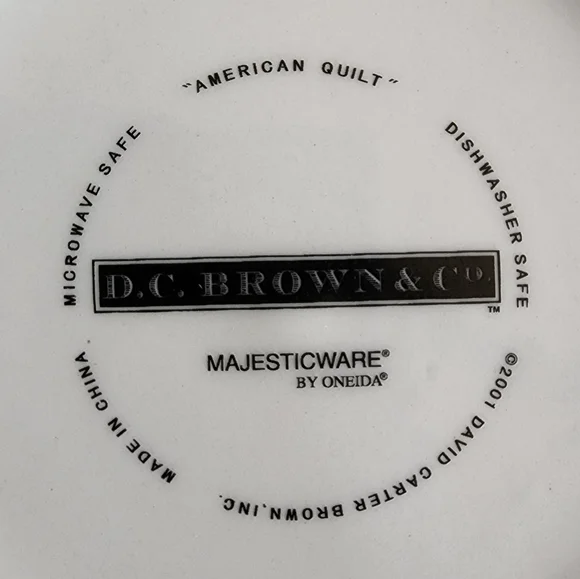 “AMERICAN QUILT”
MICROWAVE SAFE
DISHWASHER SAFE
D.C. BROWN & CO.
™
MAJESTICWARE®
BY ONEIDA®
MADE IN CHINA
©2001 DAVID CARTER BROWN, INC.